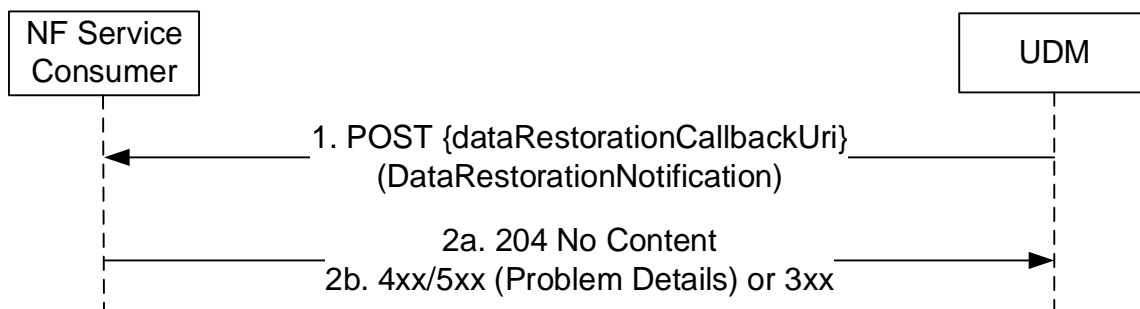 NF Service
Consumer
UDM
1. POST {dataRestorationCallbackUri}
(DataRestorationNotification)
2a. 204 No Content
2b. 4xx/5xx (Problem Details) or 3xx